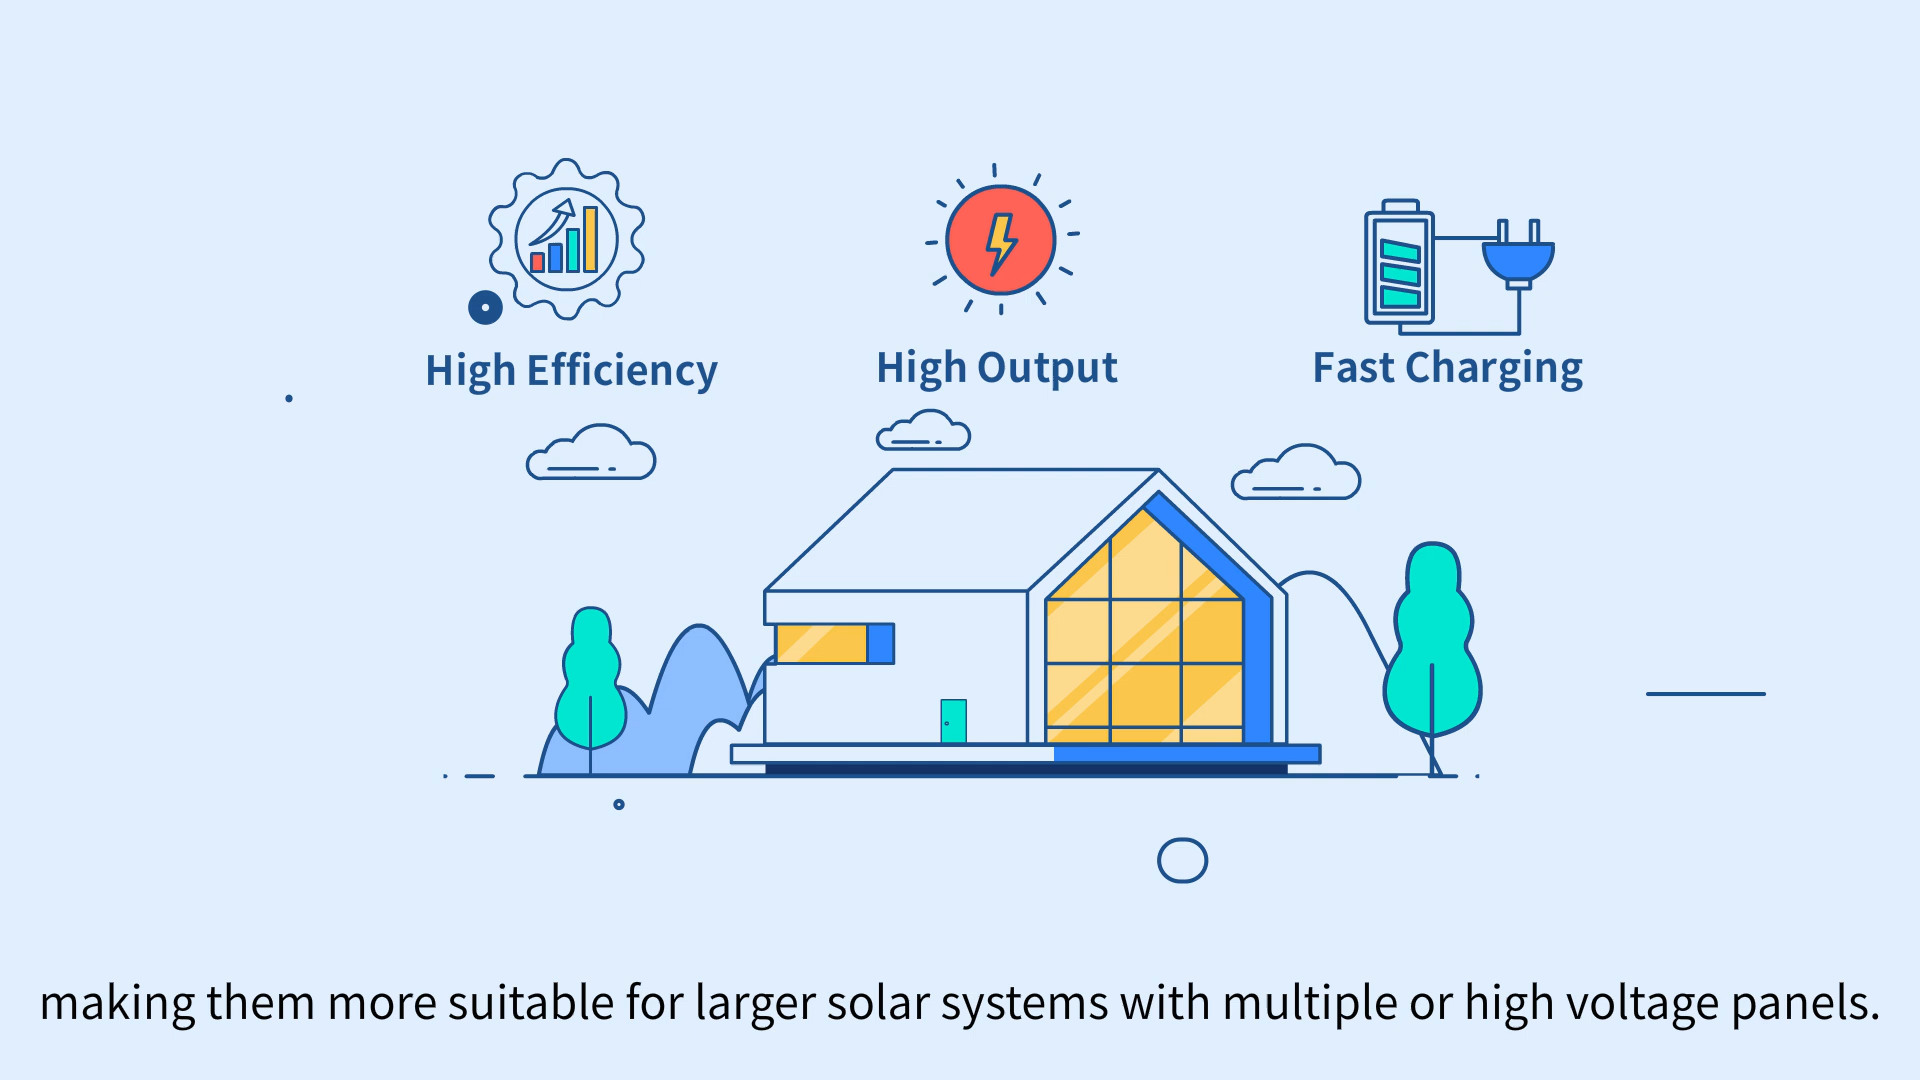 High Efficiency
High Output
Fast Charging
making them more suitable for larger solar systems with multiple or high voltage panels.